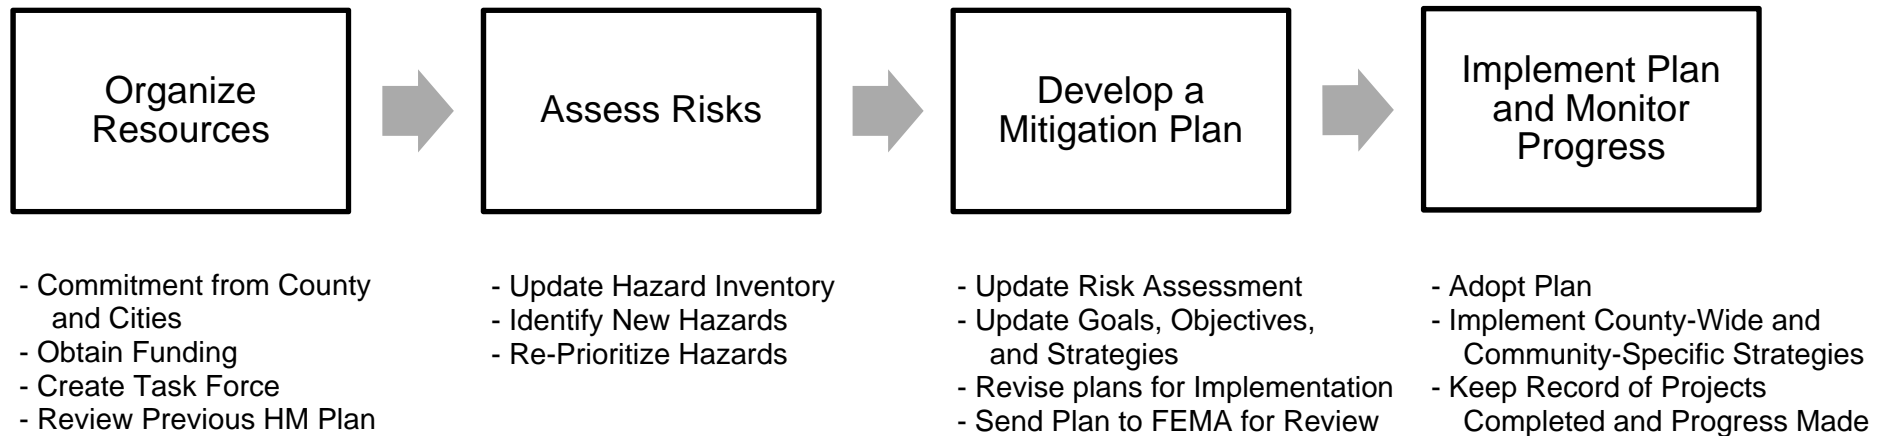 Organize
Resources
Assess Risks
Develop a
Mitigation Plan
Implement Plan
and Monitor
Progress
- Commitment from County
and Cities
- Obtain Funding
- Create Task Force
- Review Previous HM Plan
- Update Hazard Inventory
- Identify New Hazards
- Re-Prioritize Hazards
- Update Risk Assessment
- Update Goals, Objectives,
and Strategies
- Revise plans for Implementation
- Send Plan to FEMA for Review
- Adopt Plan
- Implement County-Wide and
Community-Specific Strategies
- Keep Record of Projects
Completed and Progress Made